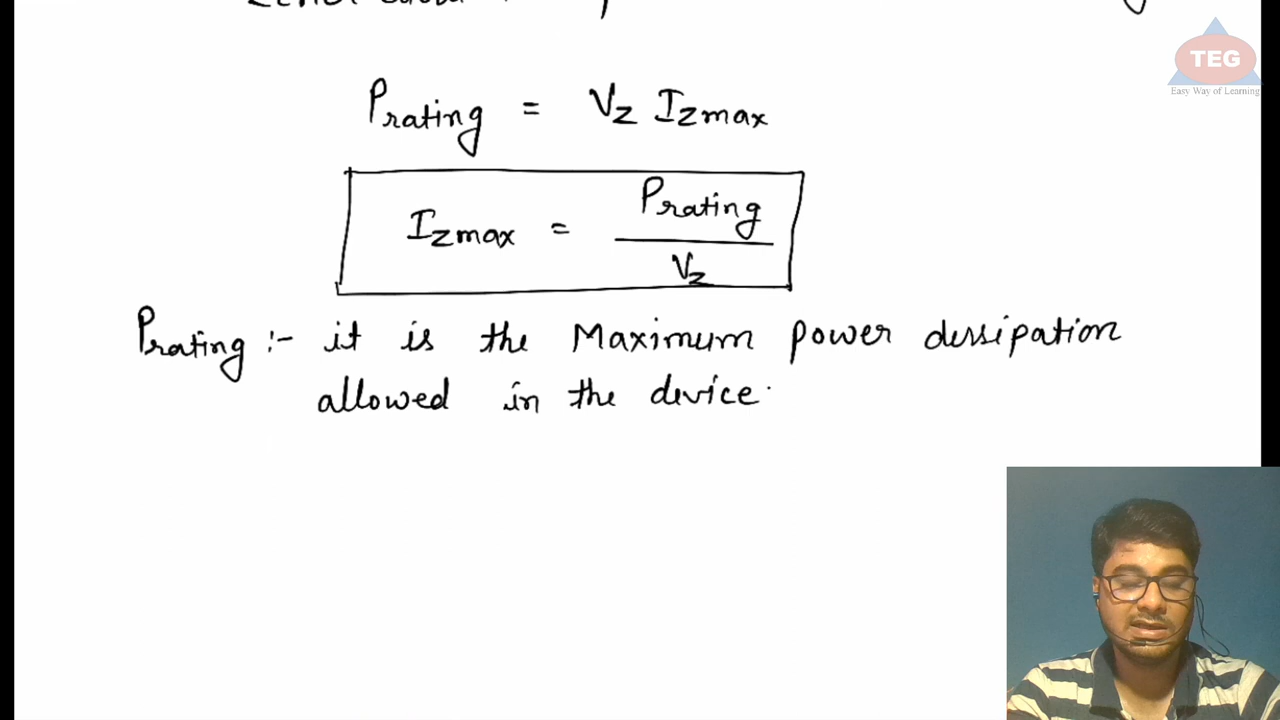 TEG
Easy Way of Learning
Prating = Vz Izmax
Izmax = Prating / Vz
Prating :- it is the Maximum power dessipation
allowed in the device.